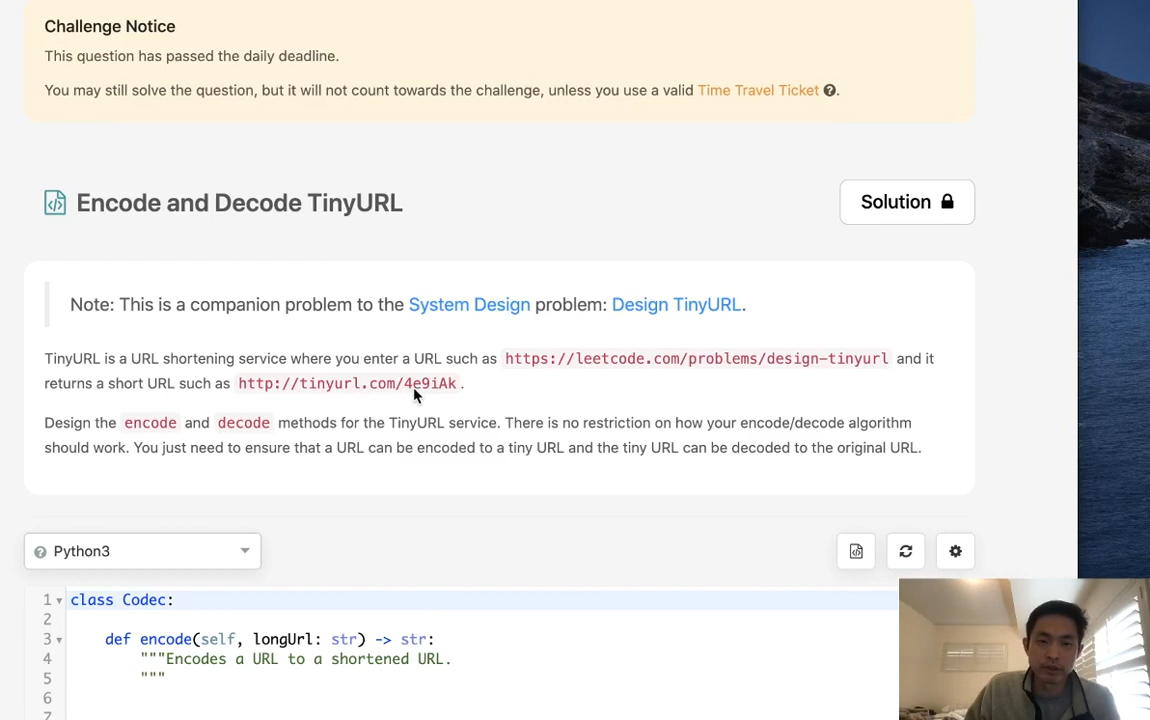 Challenge Notice
This question has passed the daily deadline.
You may still solve the question, but it will not count towards the challenge, unless you use a valid Time Travel Ticket ?.
Encode and Decode TinyURL
Solution
Note: This is a companion problem to the System Design problem: Design TinyURL.
TinyURL is a URL shortening service where you enter a URL such as https://leetcode.com/problems/design-tinyurl and it
returns a short URL such as http://tinyurl.com/4e9iAk.
Design the encode and decode methods for the TinyURL service. There is no restriction on how your encode/decode algorithm
should work. You just need to ensure that a URL can be encoded to a tiny URL and the tiny URL can be decoded to the original URL.
? Python3
1 class Codec:
2
3 def encode(self, longUrl: str) -> str:
4 """Encodes a URL to a shortened URL.
5 """
6
7